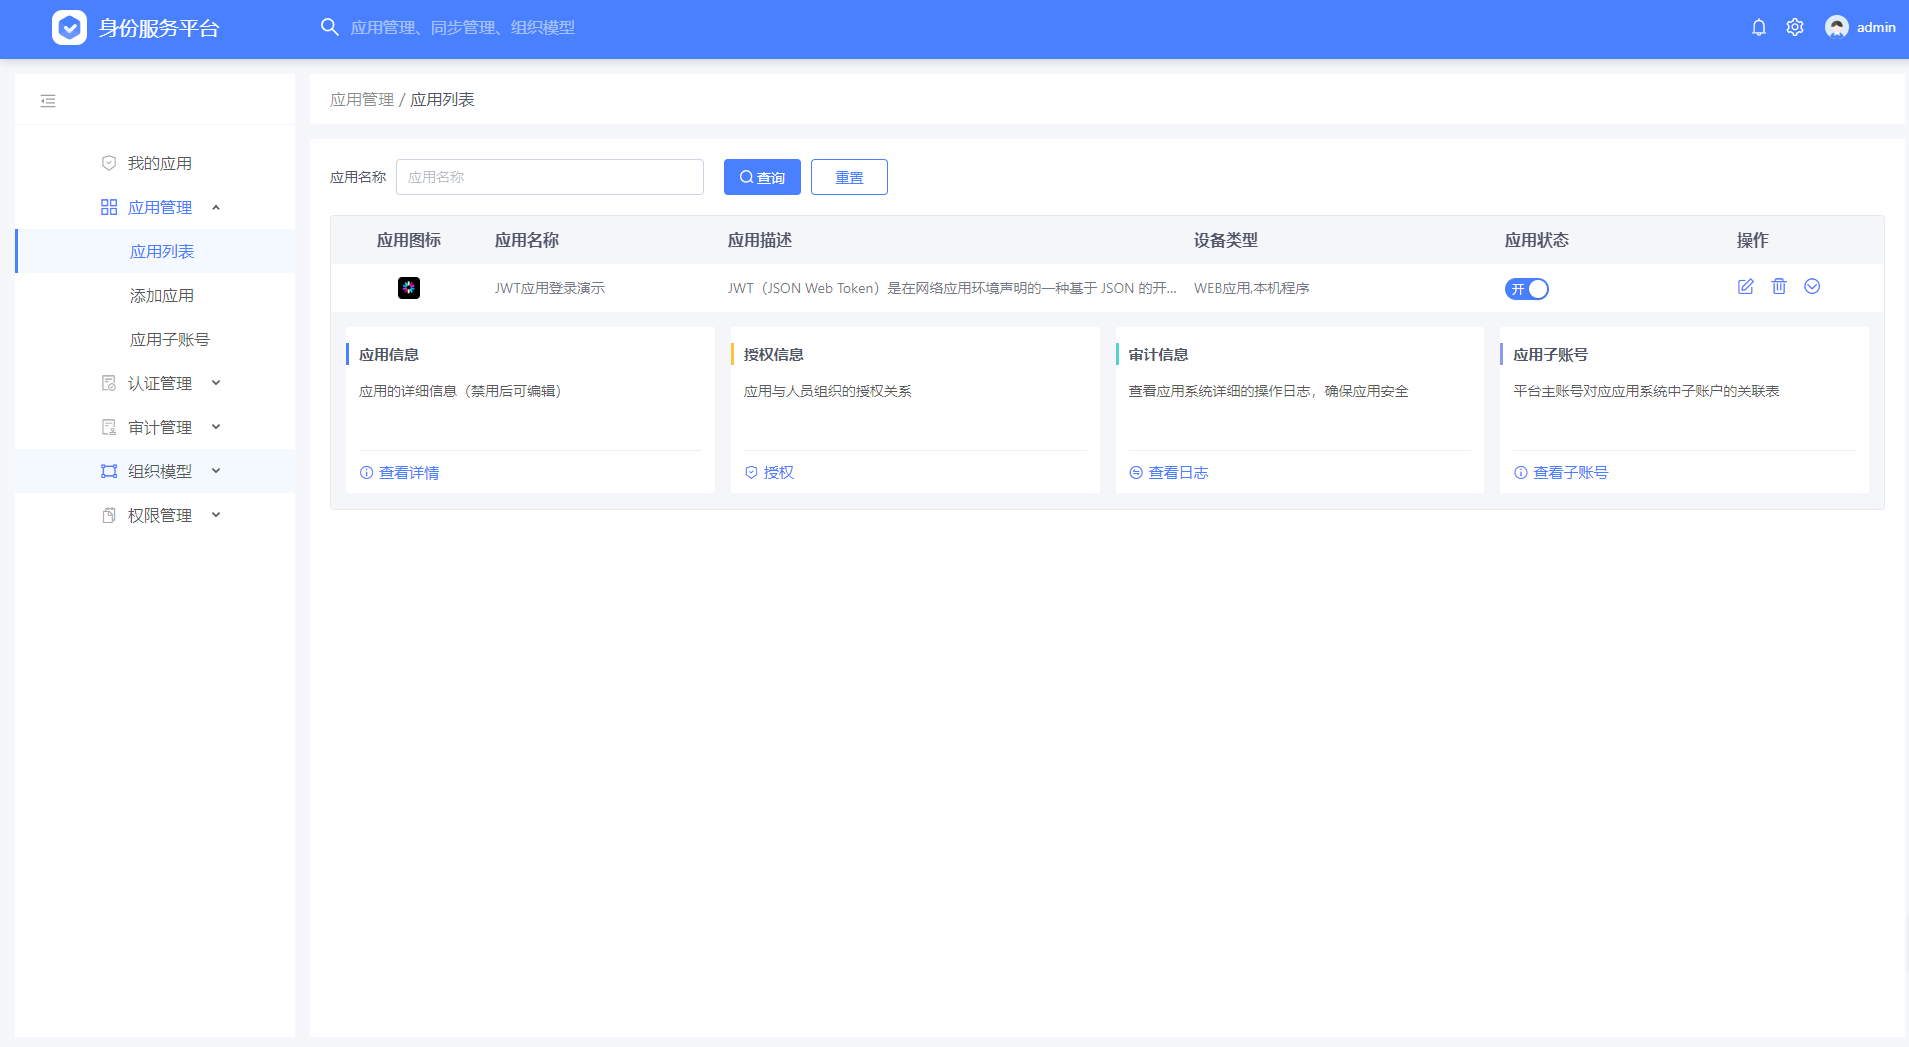 身份服务平台
应用管理、同步管理、组织模型
admin
应用管理 / 应用列表
我的应用
应用管理
应用列表
添加应用
应用子账号
认证管理
审计管理
组织模型
权限管理
应用名称
应用名称
查询
重置
应用图标 应用名称 应用描述 设备类型 应用状态 操作
JWT应用登录演示 JWT（JSON Web Token）是在网络应用环境声明的一种基于 JSON 的开... WEB应用,本机程序 开
应用信息
应用的详细信息（禁用后可编辑）
查看详情
授权信息
应用与人员组织的授权关系
授权
审计信息
查看应用系统详细的操作日志，确保应用安全
查看日志
应用子账号
平台主账号对应应用系统中子账户的关联表
查看子账号